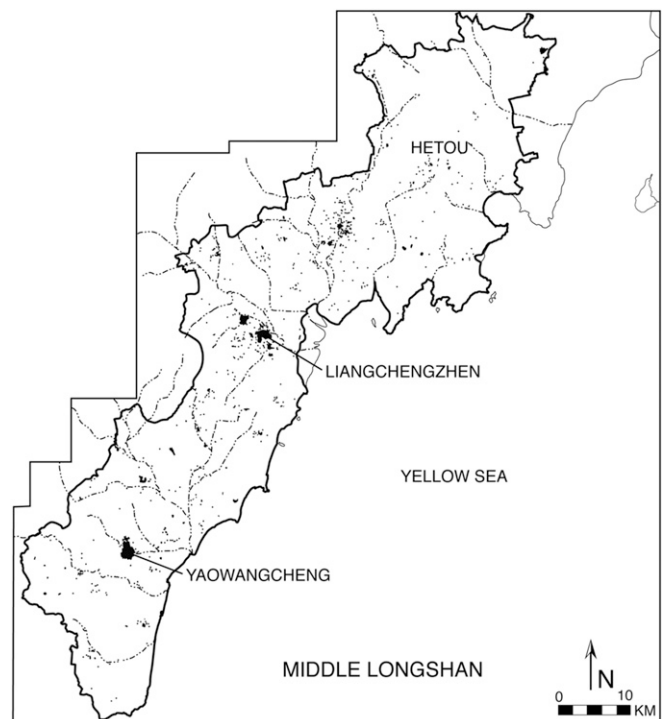 HETOU
LIANGCHENGZHEN
YELLOW SEA
YAOWANGCHENG
MIDDLE LONGSHAN
N
0 10
KM